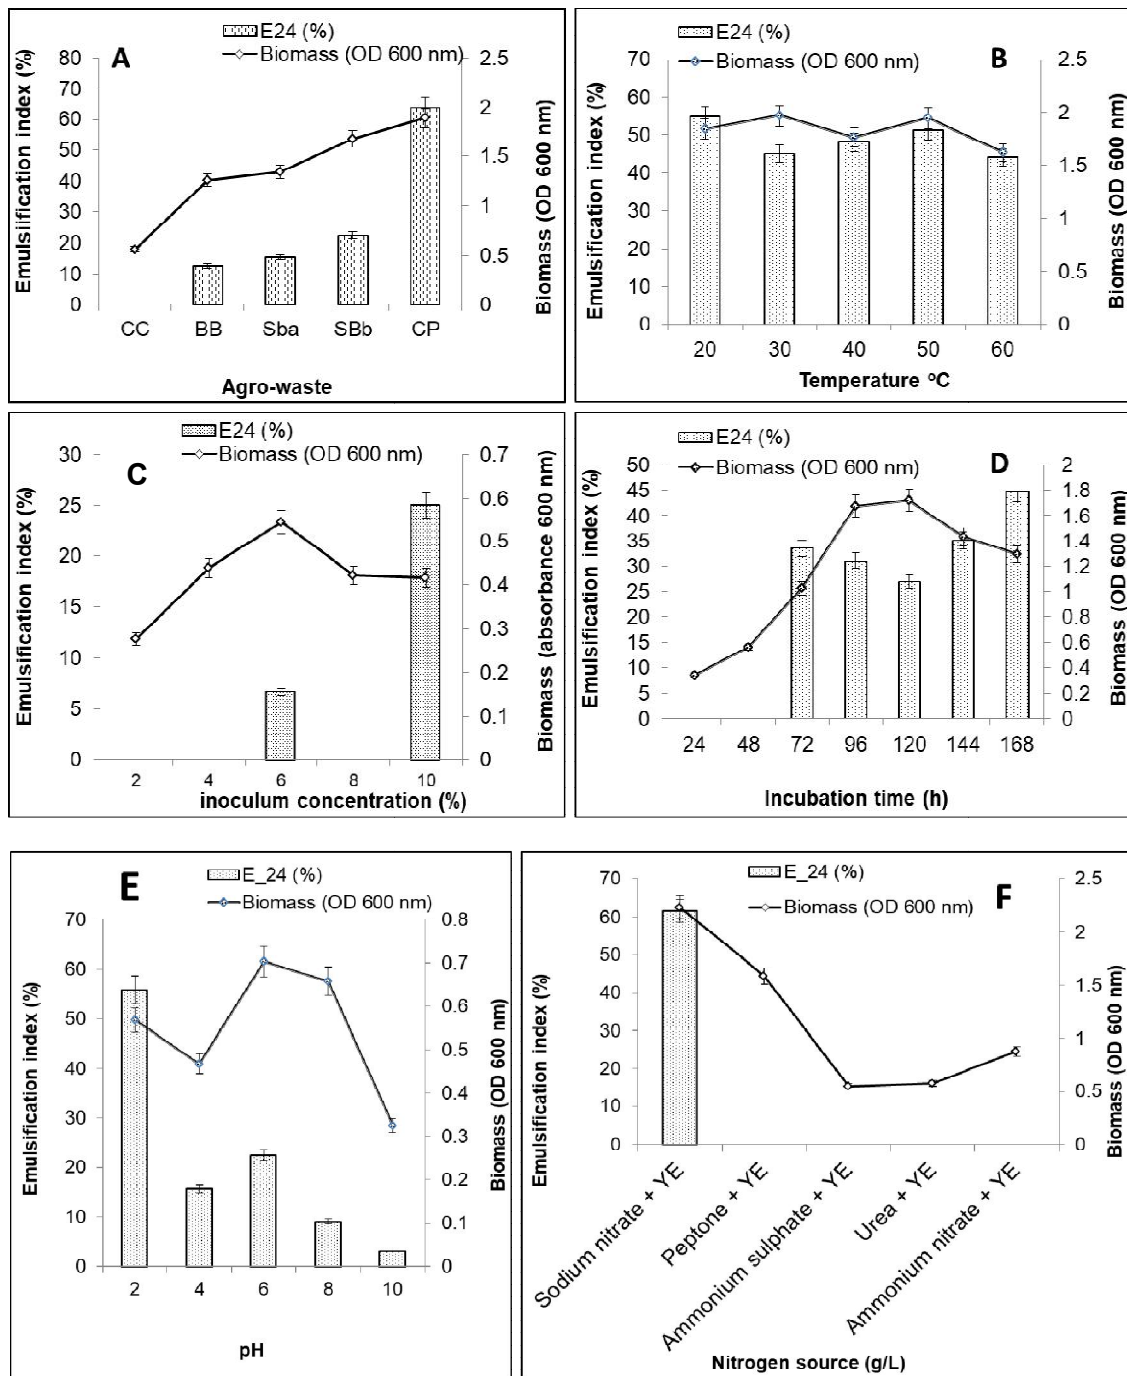 A
E24 (%)
Biomass (OD 600 nm)
Emulsiification index (%)
80
70
60
50
40
30
20
10
0
2.5
2
1.5
1
0.5
0
Biomass (OD 600 nm)
CC BB Sba SBb CP
Agro-waste
B
E24 (%)
Biomass (OD 600 nm)
Emulsification index (%)
70
60
50
40
30
20
10
0
2.5
2
1.5
1
0.5
0
Biomass (OD 600 nm)
20 30 40 50 60
Temperature °C
C
E24 (%)
Biomass (OD 600 nm)
Emulsification index (%)
30
25
20
15
10
5
0
0.7
0.6
0.5
0.4
0.3
0.2
0.1
0
Biomass (absorbance 600 nm)
2 4 6 8 10
inoculum concentration (%)
D
E24 (%)
Biomass (OD 600 nm)
Emulsification index (%)
50
45
40
35
30
25
20
15
10
5
0
2
1.8
1.6
1.4
1.2
1
0.8
0.6
0.4
0.2
0
Biomass (OD 600 nm)
24 48 72 96 120 144 168
Incubation time (h)
E
E_24 (%)
Biomass (OD 600 nm)
Emulsification index (%)
70
60
50
40
30
20
10
0
0.8
0.7
0.6
0.5
0.4
0.3
0.2
0.1
0
Biomass (OD 600 nm)
2 4 6 8 10
pH
F
E_24 (%)
Biomass (OD 600 nm)
Emulsification index (%)
70
60
50
40
30
20
10
0
2.5
2
1.5
1
0.5
0
Biomass (OD 600 nm)
Sodium nitrate + YE
Peptone + YE
Ammonium sulphate + YE
Urea + YE
Ammonium nitrate + YE
Nitrogen source (g/L)